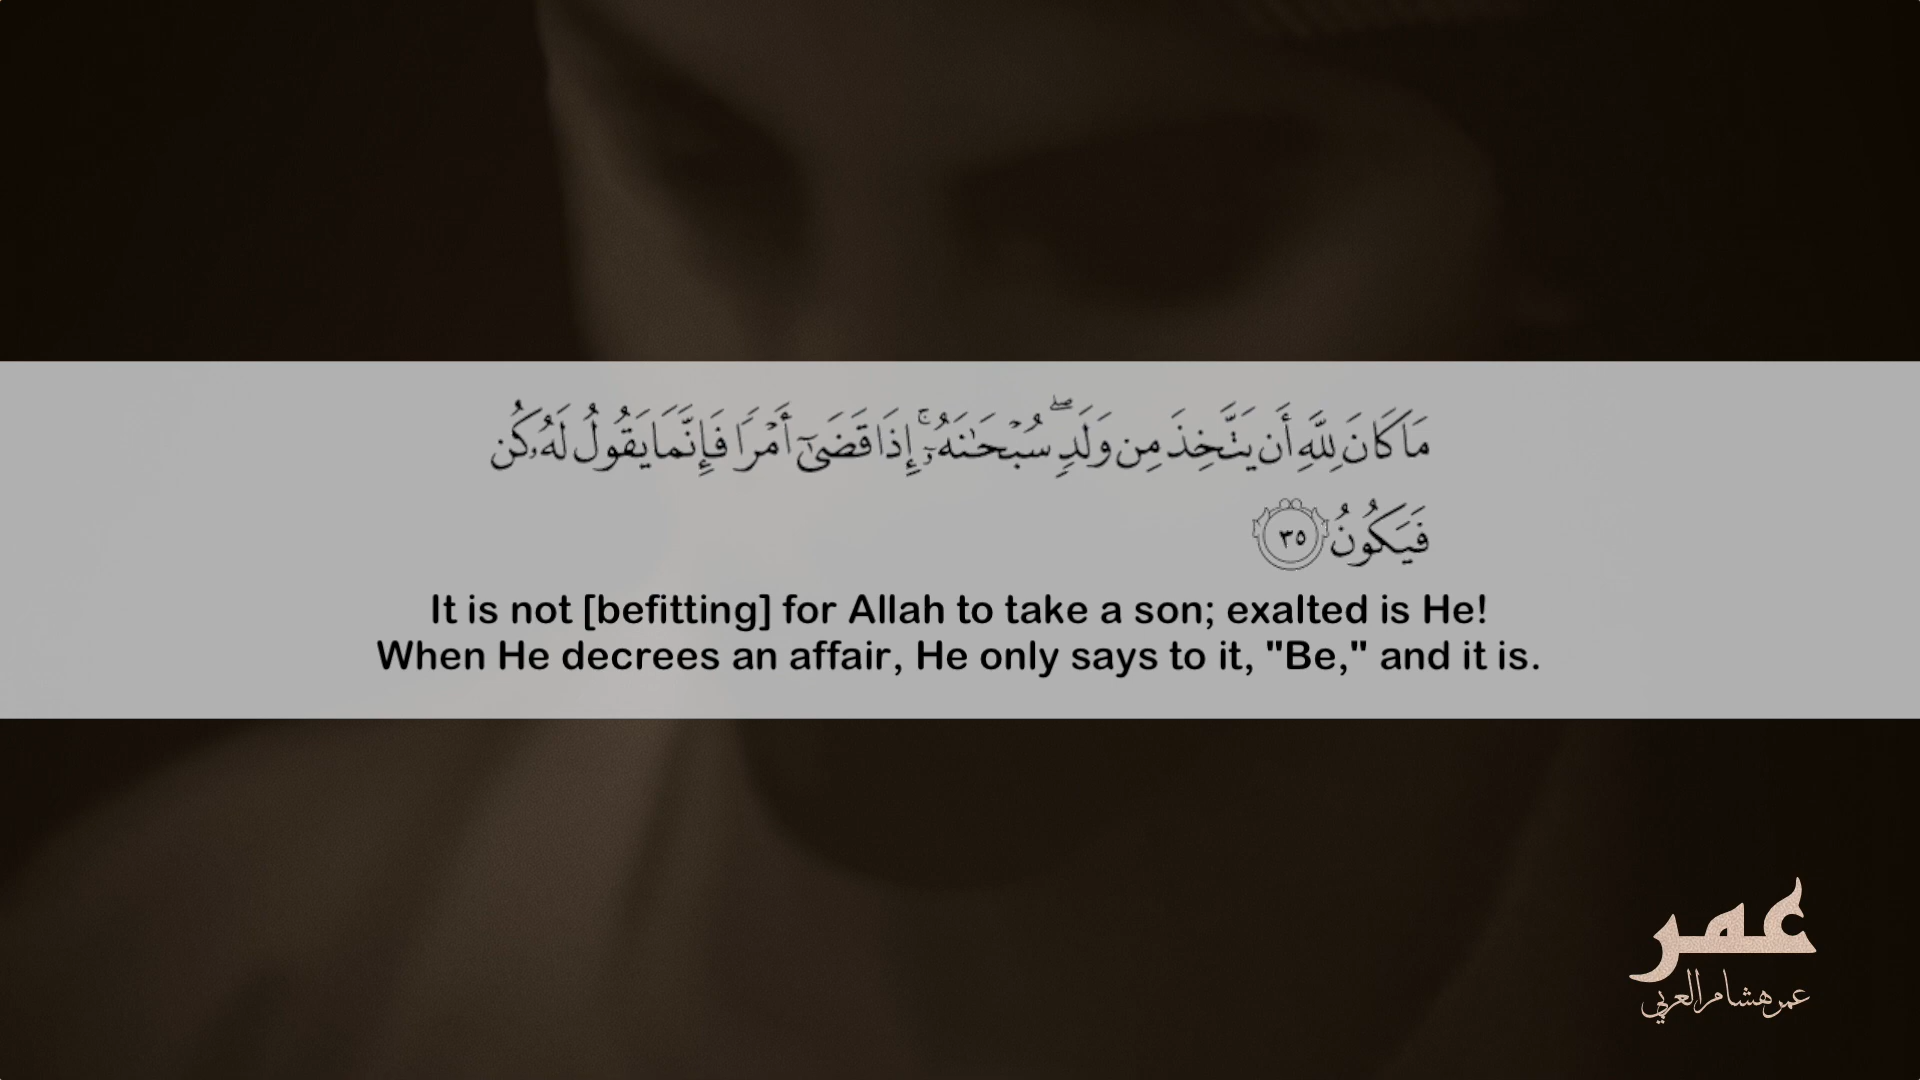 مَا كَانَ لِلَّهِ أَن يَتَّخِذَ مِن وَلَدٍۖ سُبۡحَٰنَهُۥٓۚ إِذَا قَضَىٰٓ أَمۡرٗا فَإِنَّمَا يَقُولُ لَهُۥ كُن
فَيَكُونُ ٣٥
It is not [befitting] for Allah to take a son; exalted is He!
When He decrees an affair, He only says to it, "Be," and it is.
عمر
عمر هشام العربي